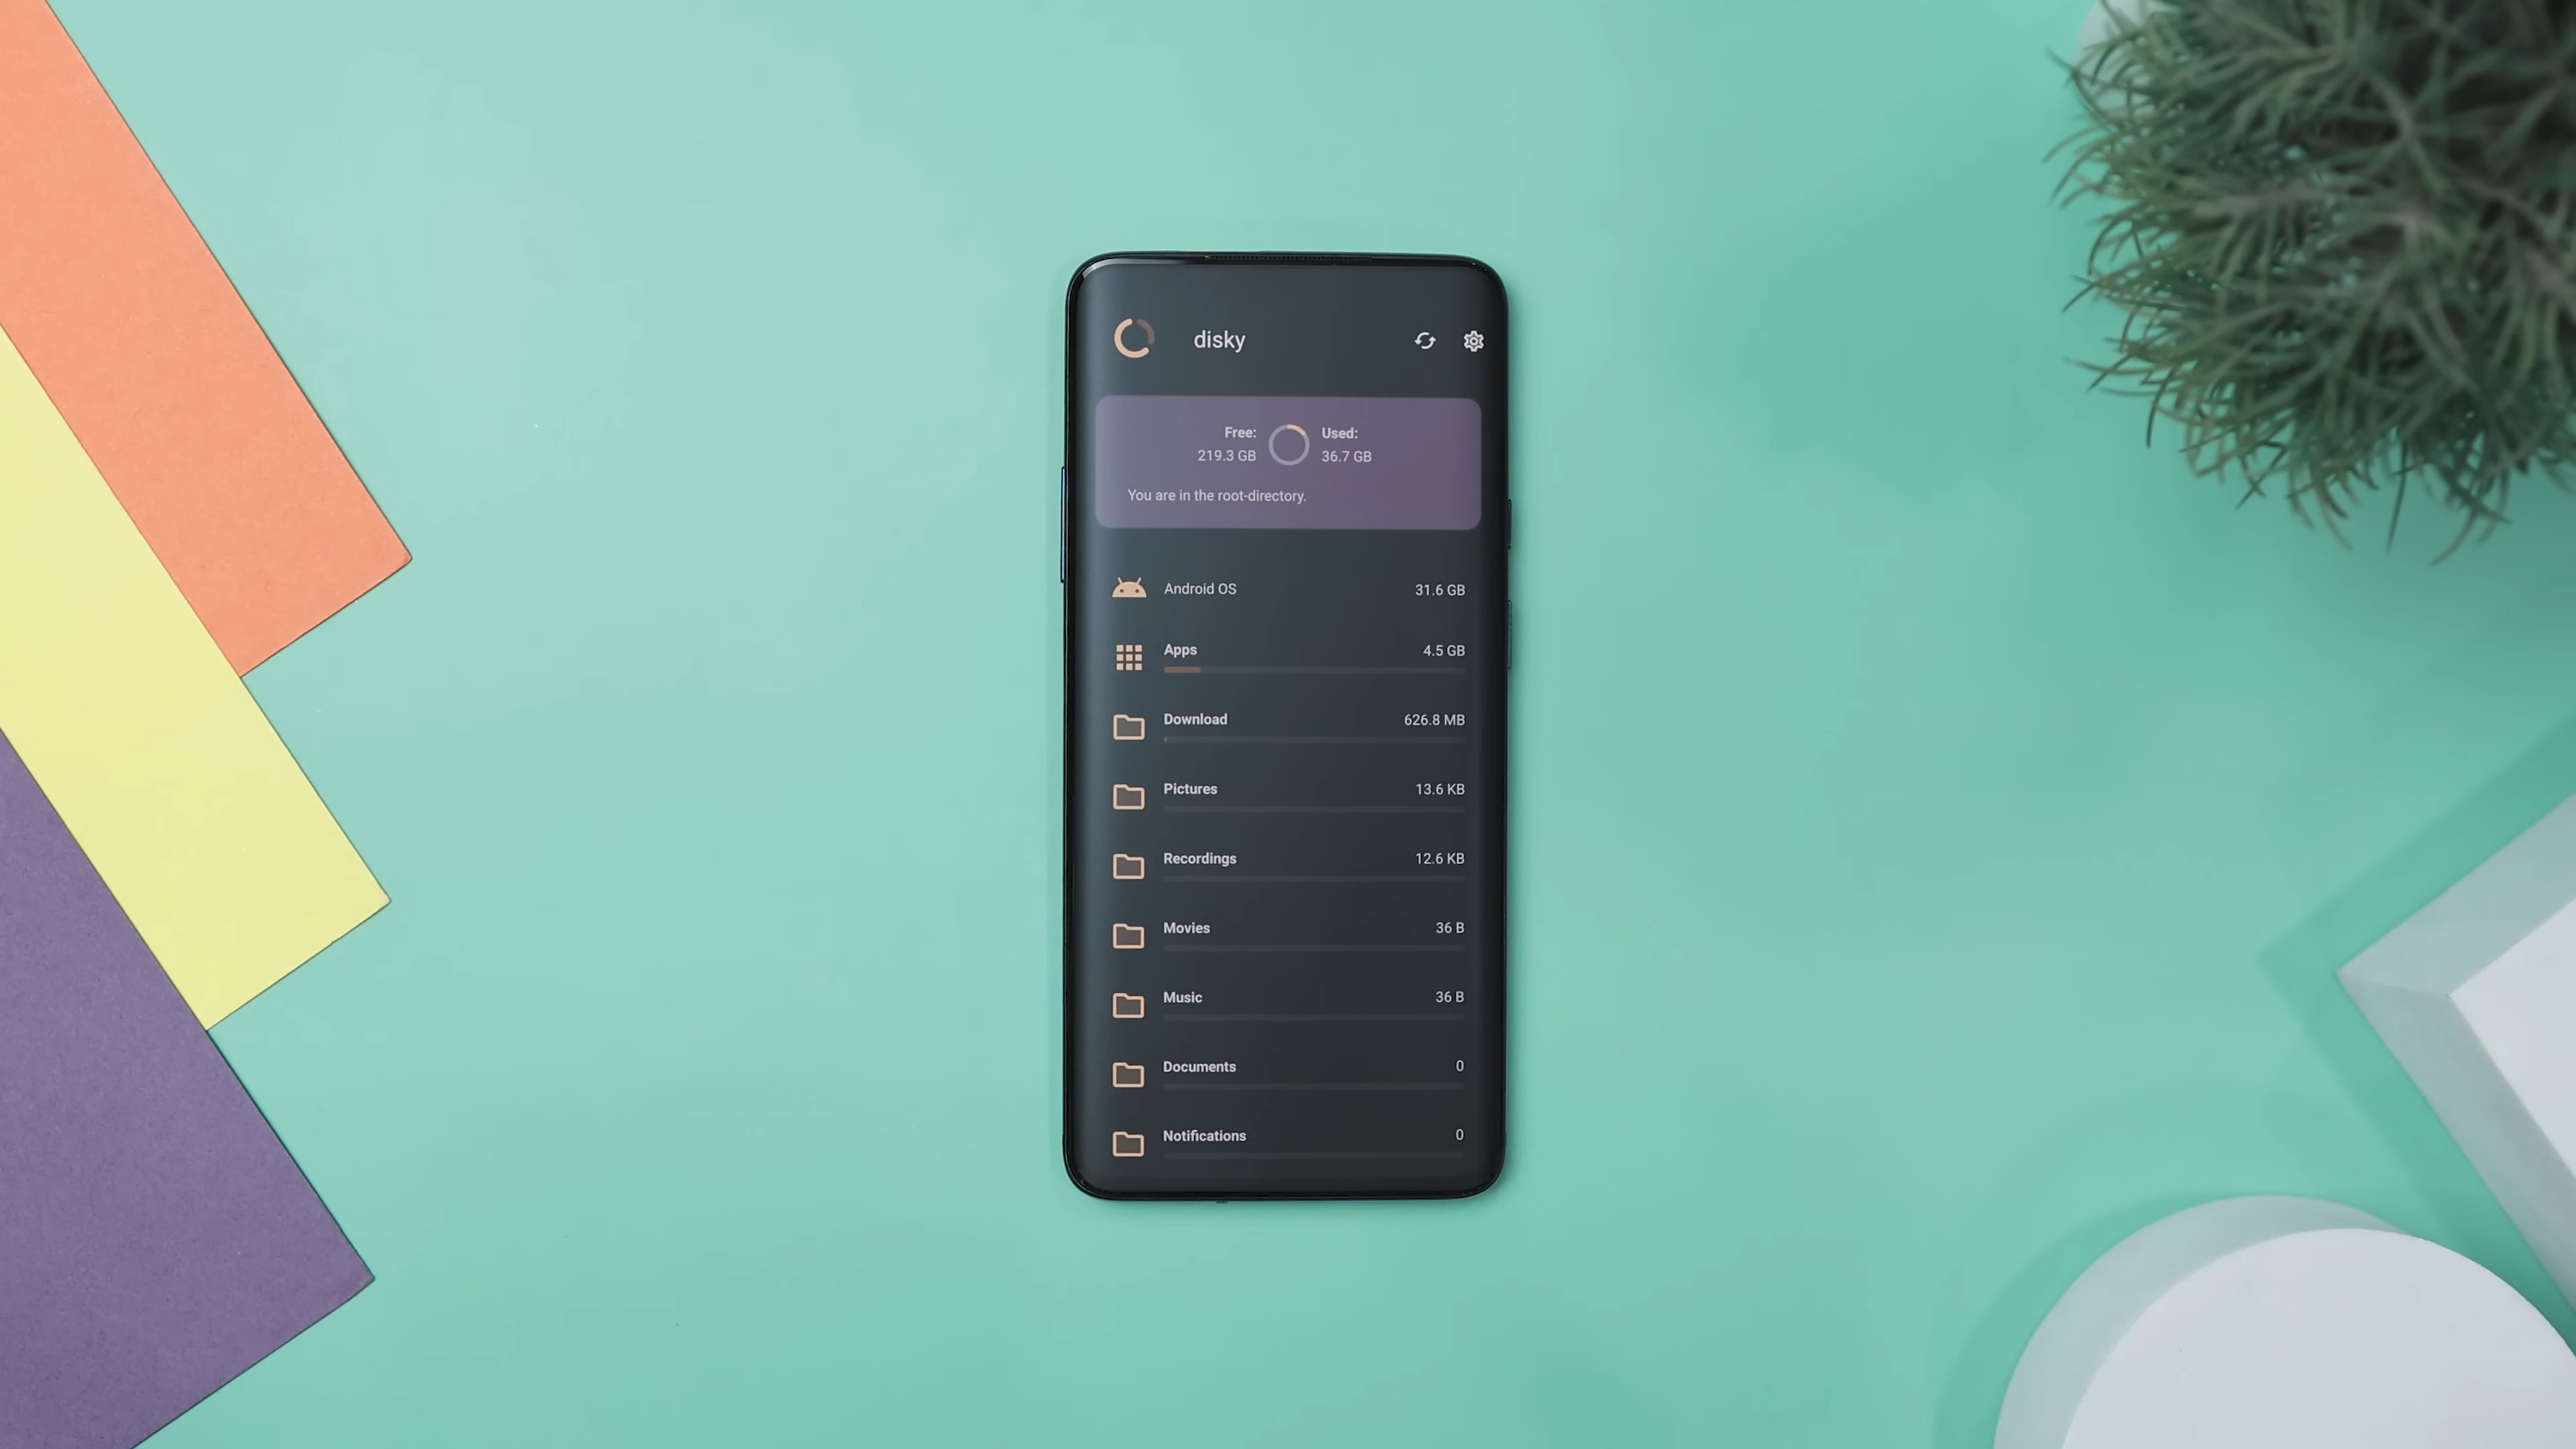 disky
Free: Used:
219.3 GB 36.7 GB
You are in the root-directory.
Android OS 31.6 GB
Apps 4.5 GB
Download 626.8 MB
Pictures 13.6 KB
Recordings 12.6 KB
Movies 36 B
Music 36 B
Documents 0
Notifications 0